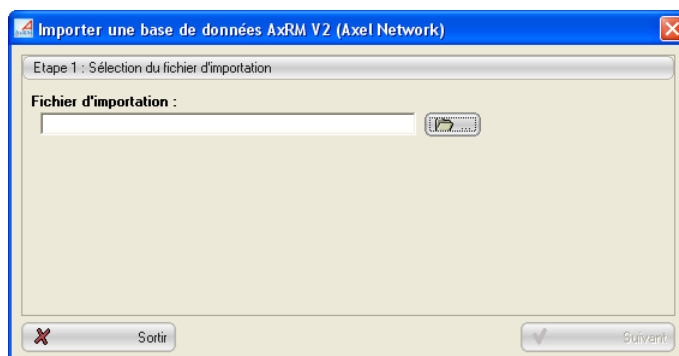 Importer une base de données AxRM V2 (Axel Network)
Etape 1 : Sélection du fichier d'importation
Fichier d'importation :
...
Sortir
Suivant